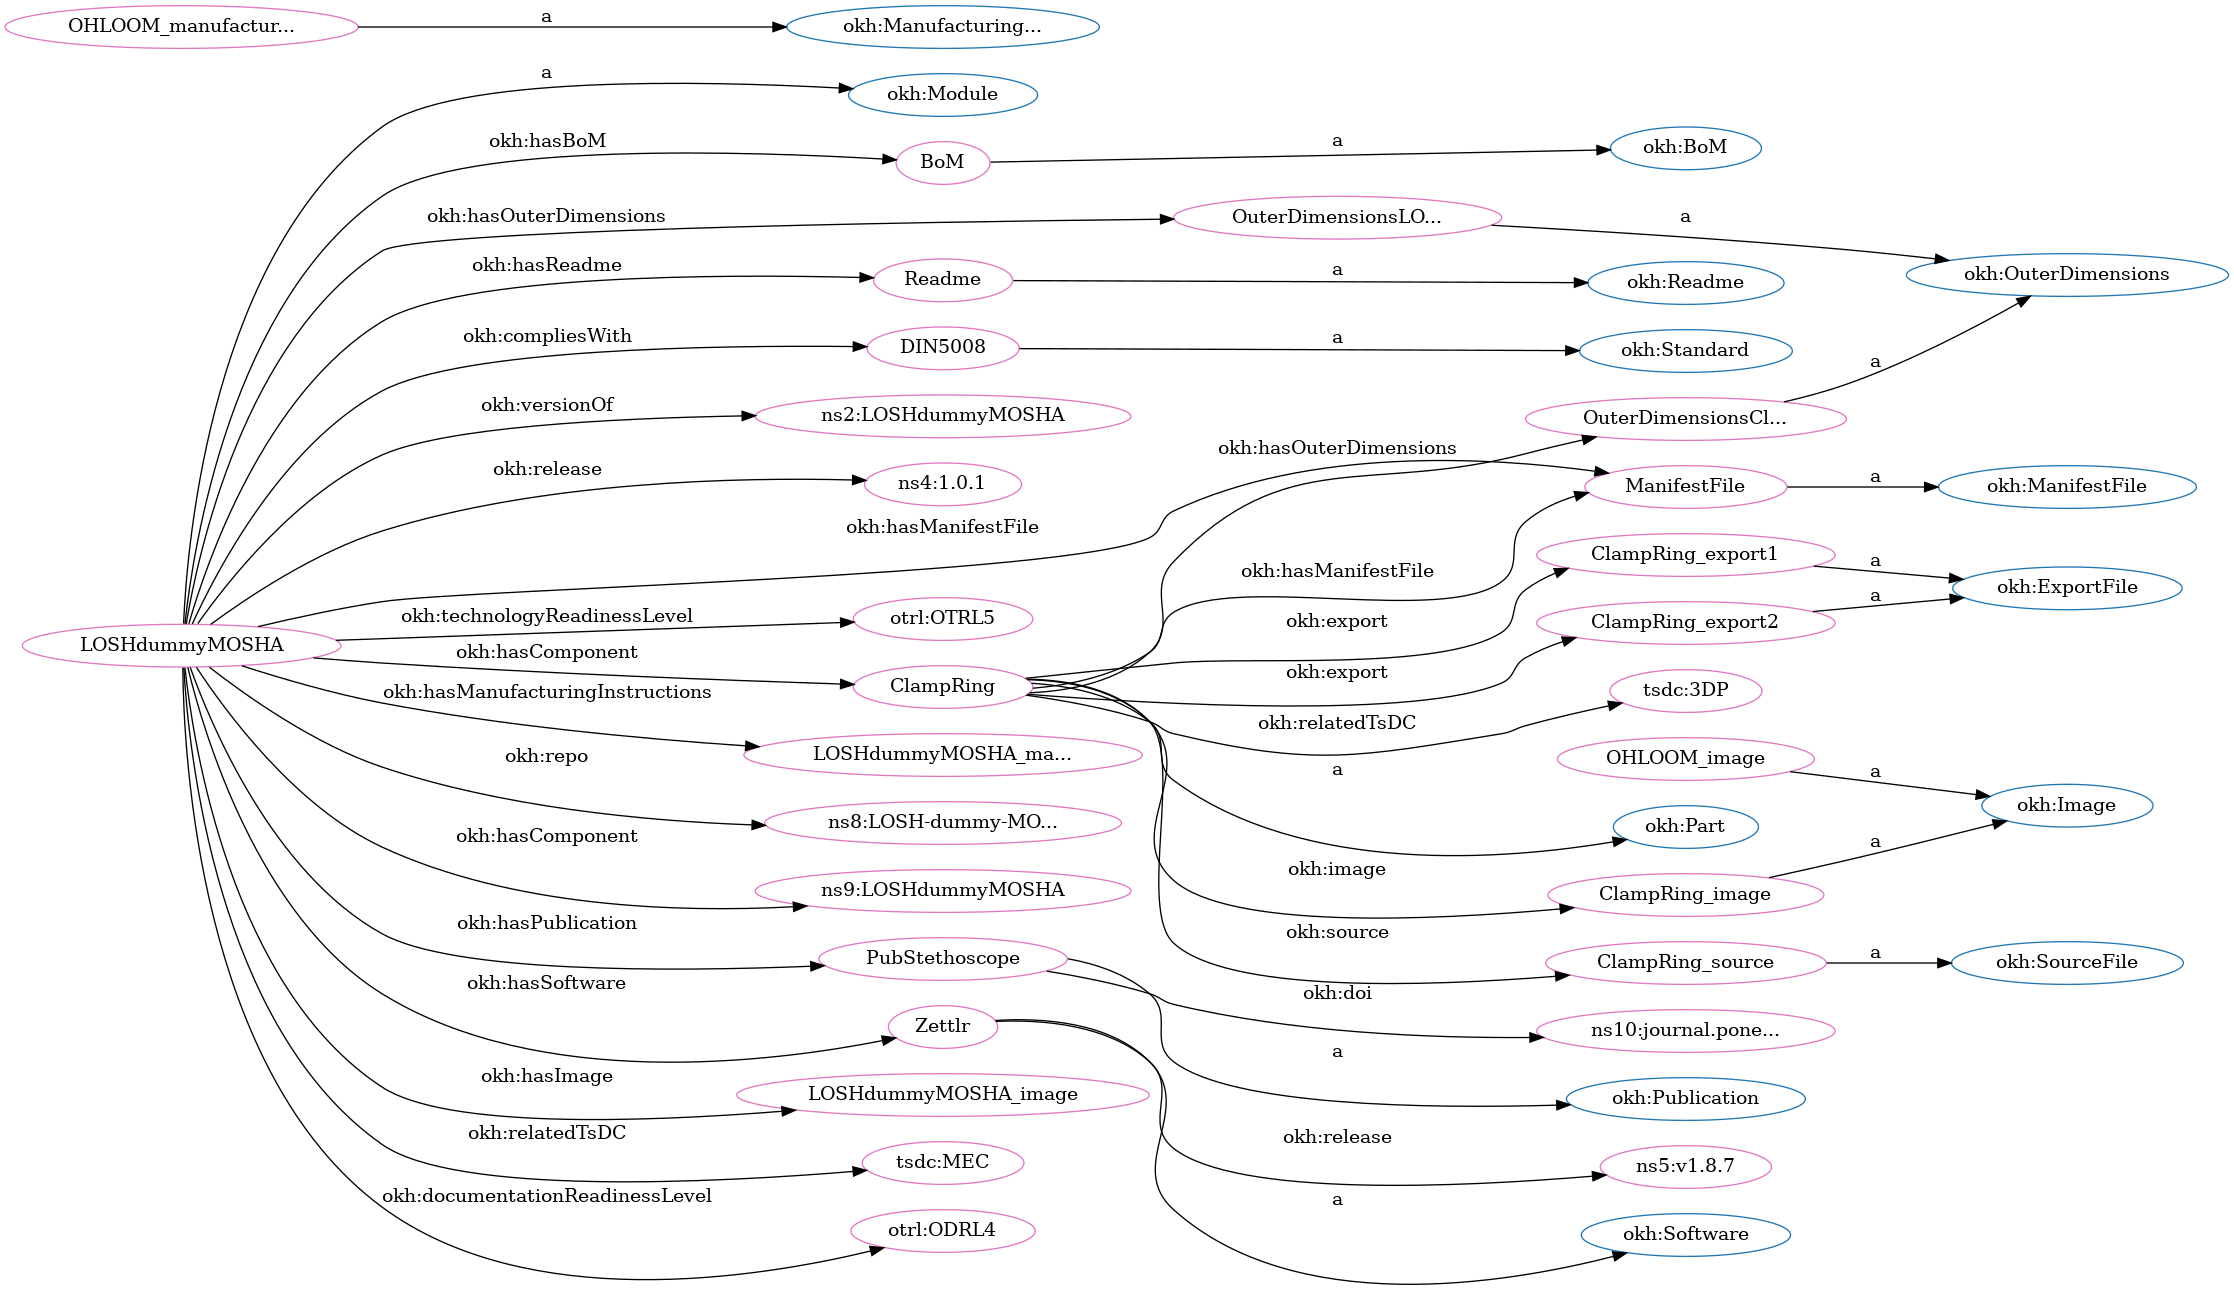 OHLOOM_manufactur...
a
okh:Manufacturing...
a
okh:Module
okh:hasBoM
BoM
a
okh:BoM
okh:hasOuterDimensions
OuterDimensionsLO...
a
okh:OuterDimensions
okh:hasReadme
Readme
a
okh:Readme
okh:compliesWith
DIN5008
a
okh:Standard
a
okh:versionOf
ns2:LOSHdummyMOSHA
OuterDimensionsCl...
okh:hasOuterDimensions
okh:release
ns4:1.0.1
ManifestFile
a
okh:ManifestFile
okh:hasManifestFile
okh:hasManifestFile
ClampRing_export1
a
okh:ExportFile
a
okh:technologyReadinessLevel
otrl:OTRL5
okh:export
ClampRing_export2
LOSHdummyMOSHA
okh:hasComponent
ClampRing
okh:export
tsdc:3DP
okh:hasManufacturingInstructions
okh:relatedTsDC
LOSHdummyMOSHA_ma...
a
OHLOOM_image
a
okh:Image
okh:repo
ns8:LOSH-dummy-MO...
okh:Part
a
okh:hasComponent
okh:image
ns9:LOSHdummyMOSHA
ClampRing_image
okh:hasPublication
okh:source
PubStethoscope
ClampRing_source
a
okh:SourceFile
okh:hasSoftware
okh:doi
Zettlr
ns10:journal.pone...
a
okh:hasImage
LOSHdummyMOSHA_image
okh:Publication
okh:relatedTsDC
okh:release
tsdc:MEC
ns5:v1.8.7
okh:documentationReadinessLevel
a
otrl:ODRL4
okh:Software